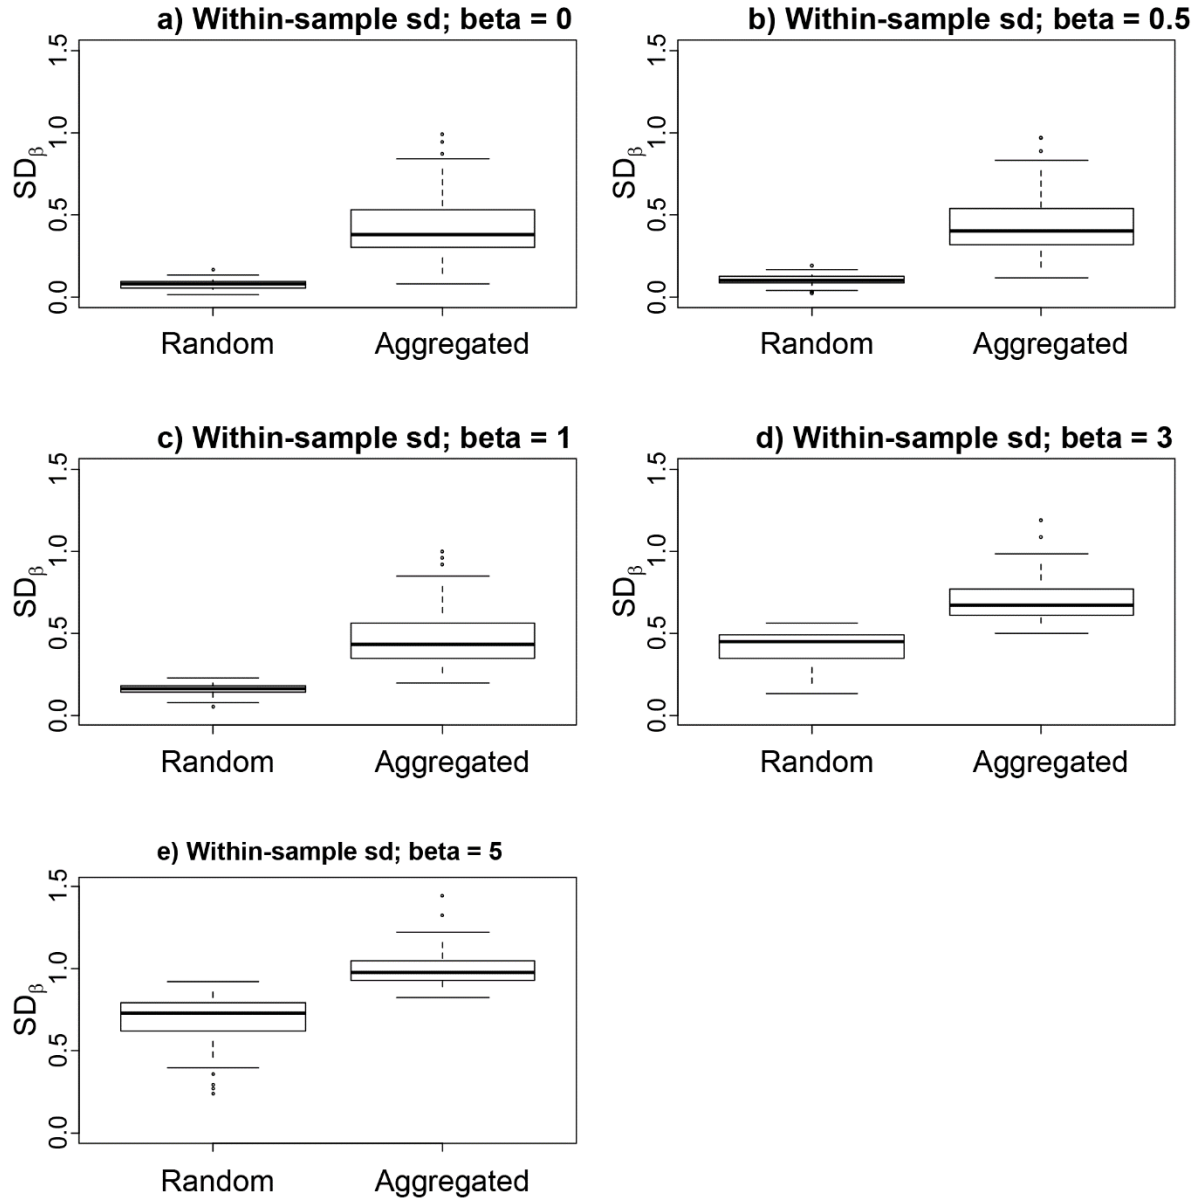 a) Within-sample sd; beta = 0
SDβ
1.5
1.0
0.5
0.0
Random Aggregated
b) Within-sample sd; beta = 0.5
SDβ
1.5
1.0
0.5
0.0
Random Aggregated
c) Within-sample sd; beta = 1
SDβ
1.5
1.0
0.5
0.0
Random Aggregated
d) Within-sample sd; beta = 3
SDβ
1.5
1.0
0.5
0.0
Random Aggregated
e) Within-sample sd; beta = 5
SDβ
1.5
1.0
0.5
0.0
Random Aggregated